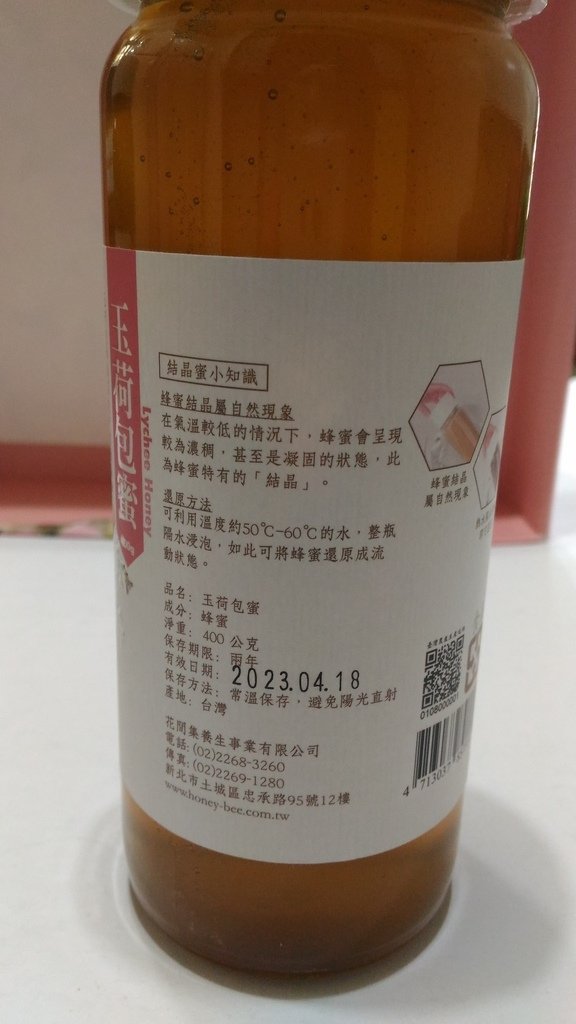 玉荷包蜜
Lychee Honey
結晶蜜小知識
蜂蜜結晶屬自然現象
在氣溫較低的情況下，蜂蜜會呈現
較為濃稠，甚至是凝固的狀態，此
為蜂蜜特有的「結晶」。
還原方法
可利用溫度約50℃-60℃的水，整瓶
隔水浸泡，如此可將蜂蜜還原成流
動狀態。
蜂蜜結晶
屬自然現象
品名：玉荷包蜜
成分：蜂蜜
淨重：400 公克
保存期限：兩年
有效日期：2023.04.18
保存方法：常溫保存，避免陽光直射
產地：台灣
花間集養生事業有限公司
電話:(02)2268-3260
傳真:(02)2269-1280
新北市土城區忠承路95號12樓
www.honey-bee.com.tw
4 713037